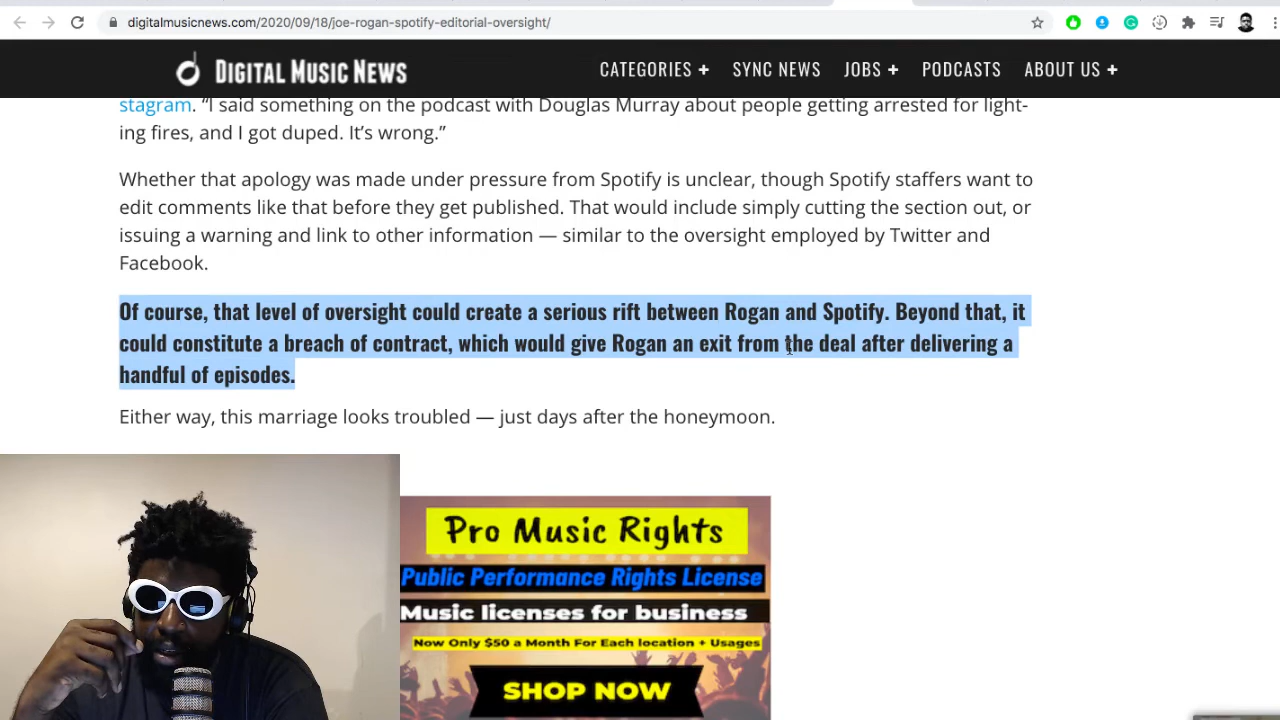 digitalmusicnews.com/2020/09/18/joe-rogan-spotify-editorial-oversight/
DIGITAL MUSIC NEWS
CATEGORIES + SYNC NEWS JOBS + PODCASTS ABOUT US +
stagram. “I said something on the podcast with Douglas Murray about people getting arrested for light-
ing fires, and I got duped. It’s wrong.”
Whether that apology was made under pressure from Spotify is unclear, though Spotify staffers want to
edit comments like that before they get published. That would include simply cutting the section out, or
issuing a warning and link to other information — similar to the oversight employed by Twitter and
Facebook.
Of course, that level of oversight could create a serious rift between Rogan and Spotify. Beyond that, it
could constitute a breach of contract, which would give Rogan an exit from the deal after delivering a
handful of episodes.
Either way, this marriage looks troubled — just days after the honeymoon.
Pro Music Rights
Public Performance Rights License
Music licenses for business
Now Only $50 a Month For Each location + Usages
SHOP NOW